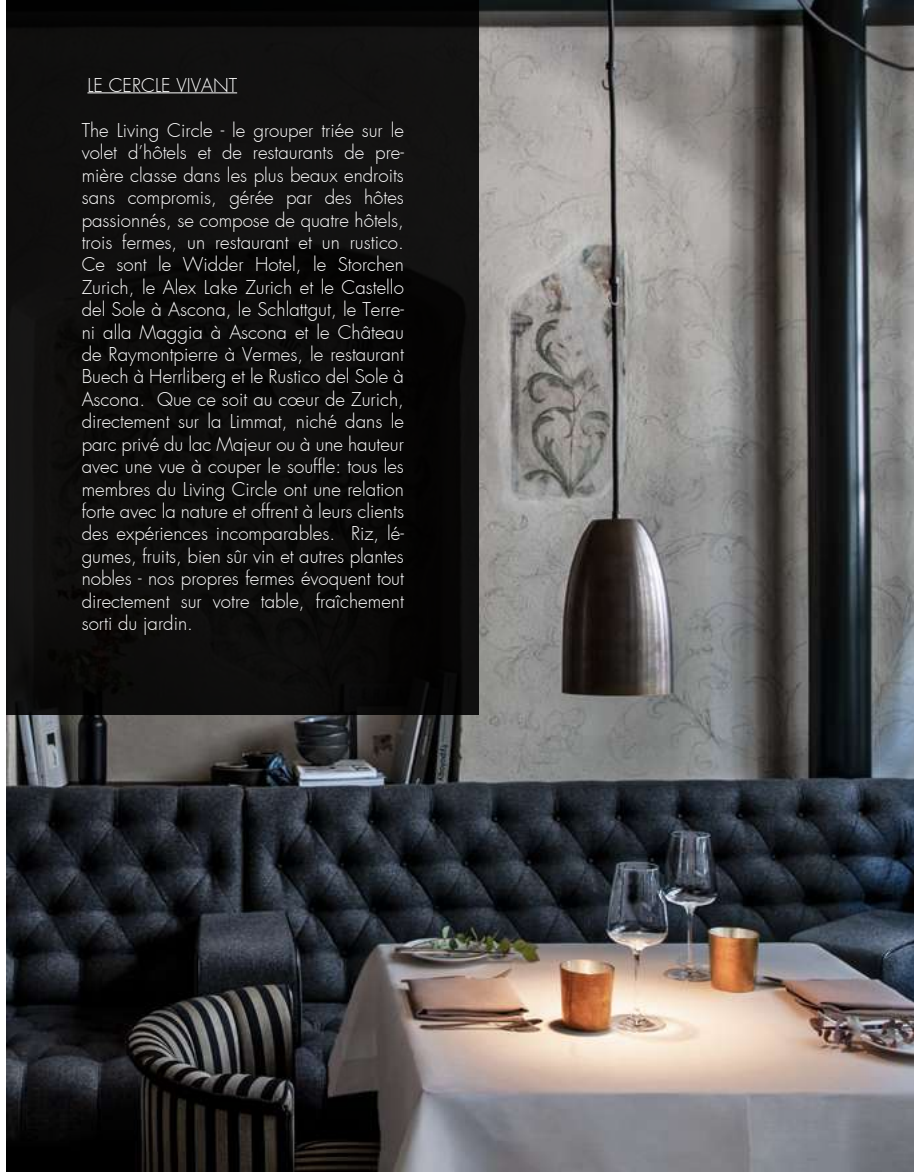 LE CERCLE VIVANT
The Living Circle - le grouper triée sur le
volet d'hôtels et de restaurants de pre-
mière classe dans les plus beaux endroits
sans compromis, gérée par des hôtes
passionnés, se compose de quatre hôtels,
trois fermes, un restaurant et un rustico.
Ce sont le Widder Hotel, le Storchen
Zurich, le Alex Lake Zurich et le Castello
del Sole à Ascona, le Schlattgut, le Terre-
ni alla Maggia à Ascona et le Château
de Raymontpierre à Vermes, le restaurant
Buech à Herrliberg et le Rustico del Sole à
Ascona.  Que ce soit au cœur de Zurich,
directement sur la Limmat, niché dans le
parc privé du lac Majeur ou à une hauteur
avec une vue à couper le souffle: tous les
membres du Living Circle ont une relation
forte avec la nature et offrent à leurs clients
des expériences incomparables.  Riz, lé-
gumes, fruits, bien sûr vin et autres plantes
nobles - nos propres fermes évoquent tout
directement sur votre table, fraîchement
sorti du jardin.